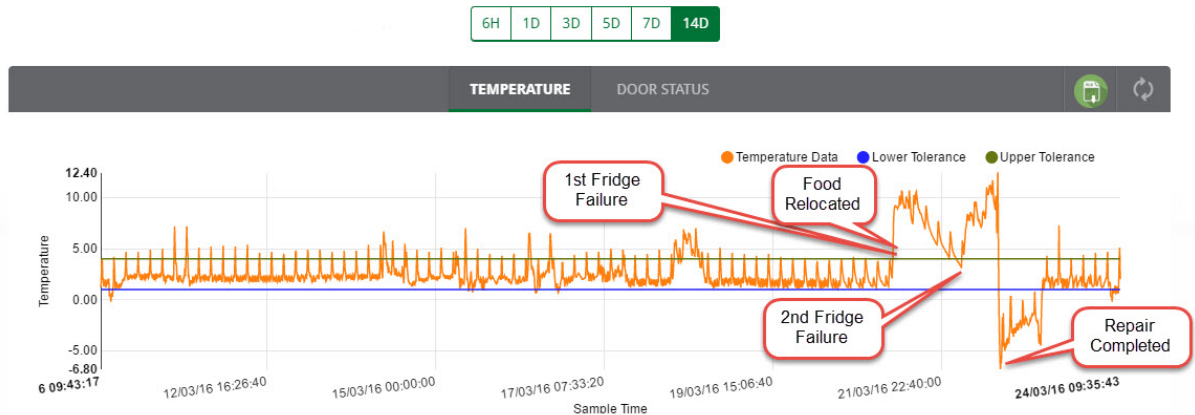 6H 1D 3D 5D 7D 14D
TEMPERATURE DOOR STATUS
Temperature Data Lower Tolerance Upper Tolerance
12.40
10.00
5.00
0.00
-5.00
-6.80
Temperature
1st Fridge
Failure
Food
Relocated
2nd Fridge
Failure
Repair
Completed
6 09:43:17 12/03/16 16:26:40 15/03/16 00:00:00 17/03/16 07:33:20 19/03/16 15:06:40 21/03/16 22:40:00 24/03/16 09:35:43
Sample Time